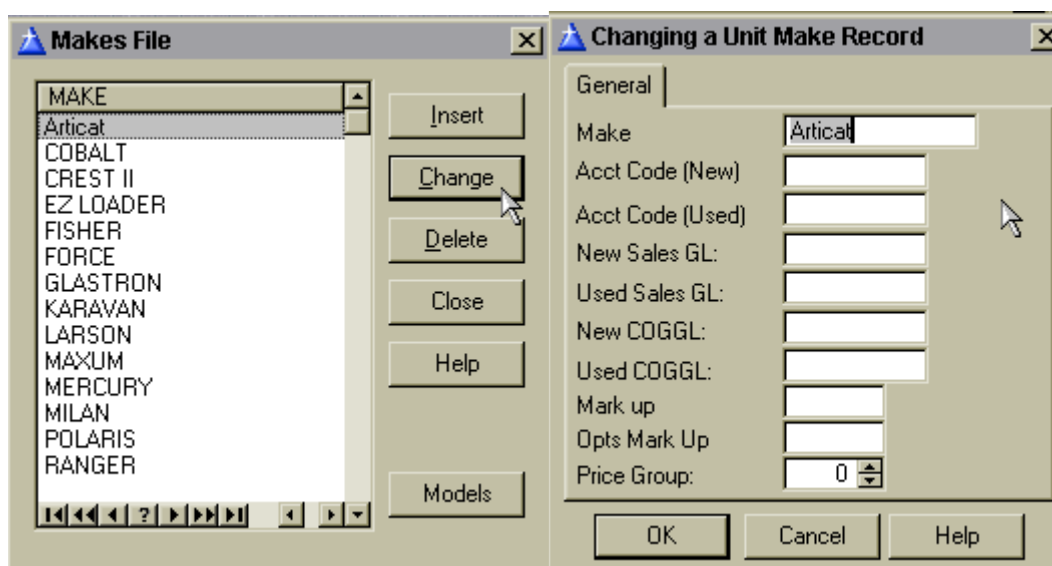 Makes File
MAKE
Articat
COBALT
CREST II
EZ LOADER
FISHER
FORCE
GLASTRON
KARAVAN
LARSON
MAXUM
MERCURY
MILAN
POLARIS
RANGER
?
Insert
Change
Delete
Close
Help
Models
Changing a Unit Make Record
General
Make Articat
Acct Code (New)
Acct Code (Used)
New Sales GL:
Used Sales GL:
New COGGL:
Used COGGL:
Mark up
Opts Mark Up
Price Group: 0
OK Cancel Help